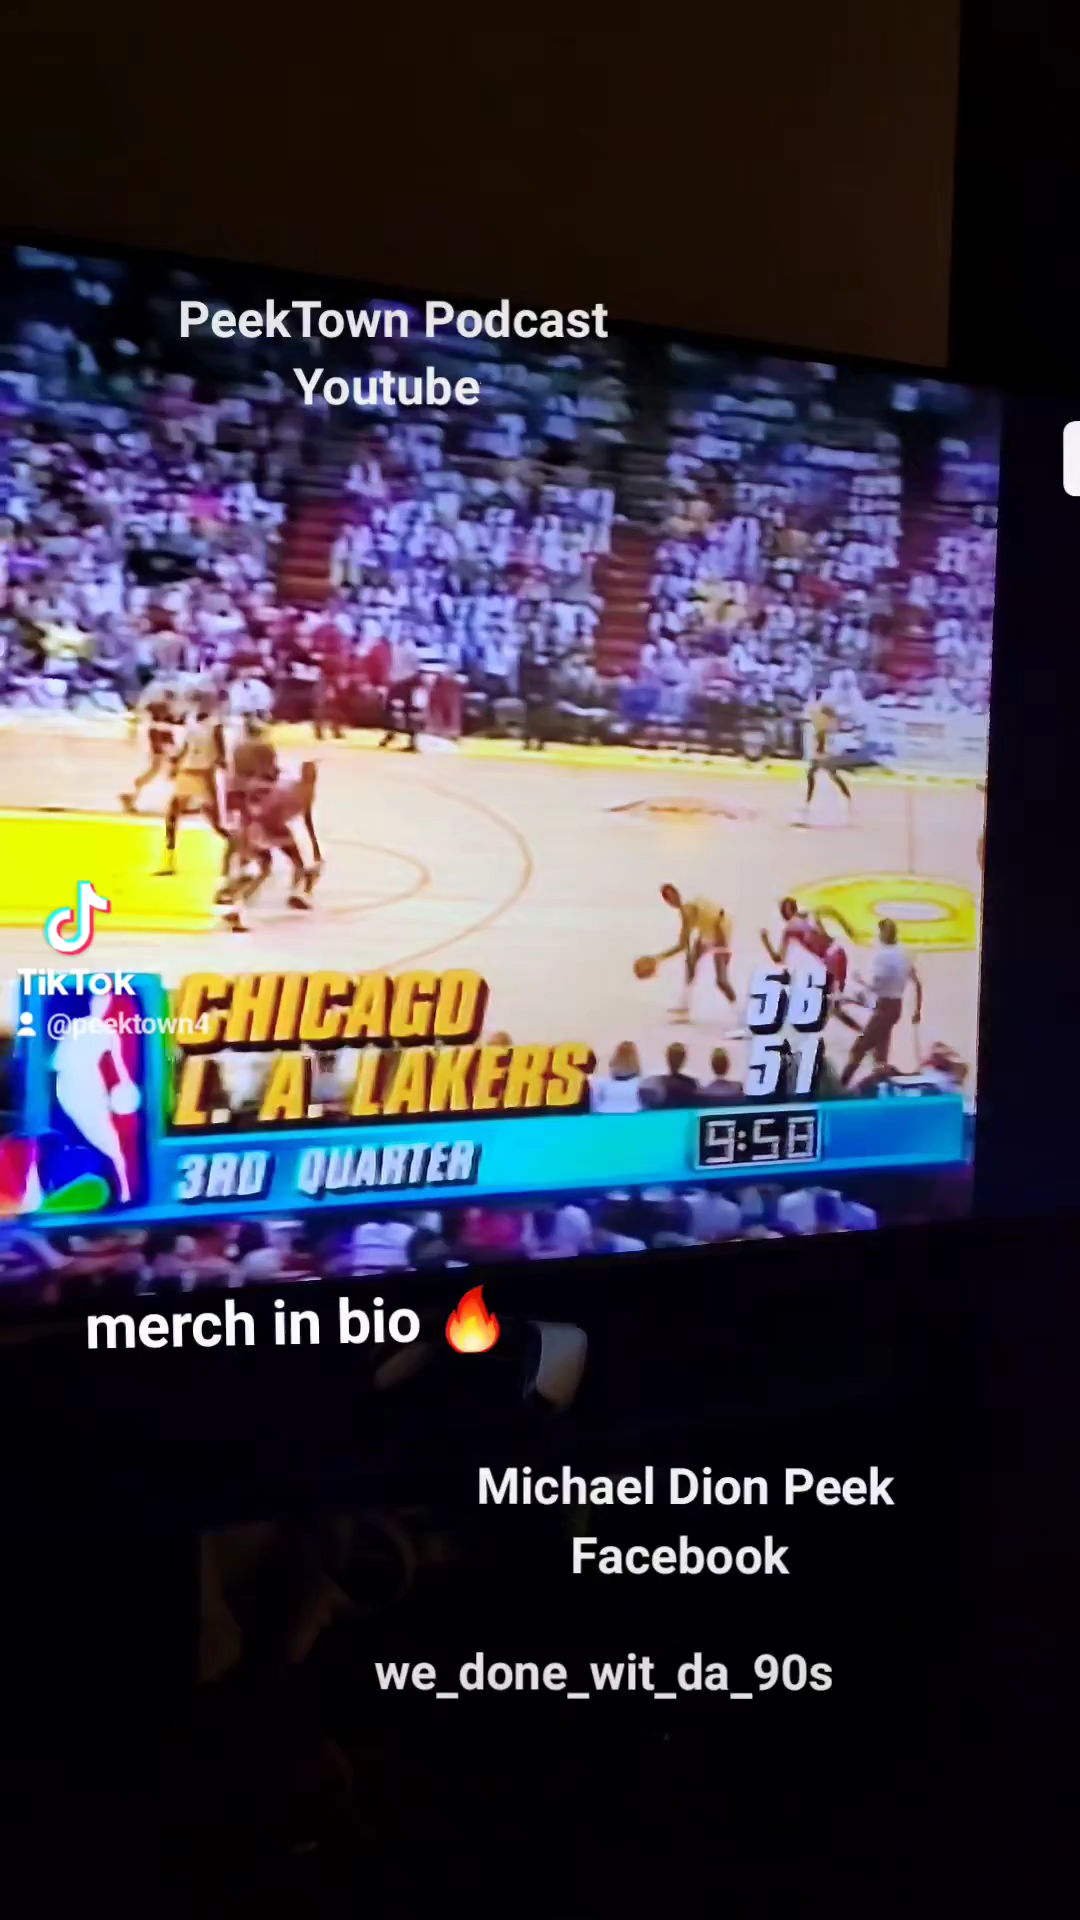 PeekTown Podcast
Youtube
TikTok
@peektown4
CHICAGO 56
L. A. LAKERS 51
3RD QUARTER 9:58
merch in bio 🔥
Michael Dion Peek
Facebook
we_done_wit_da_90s